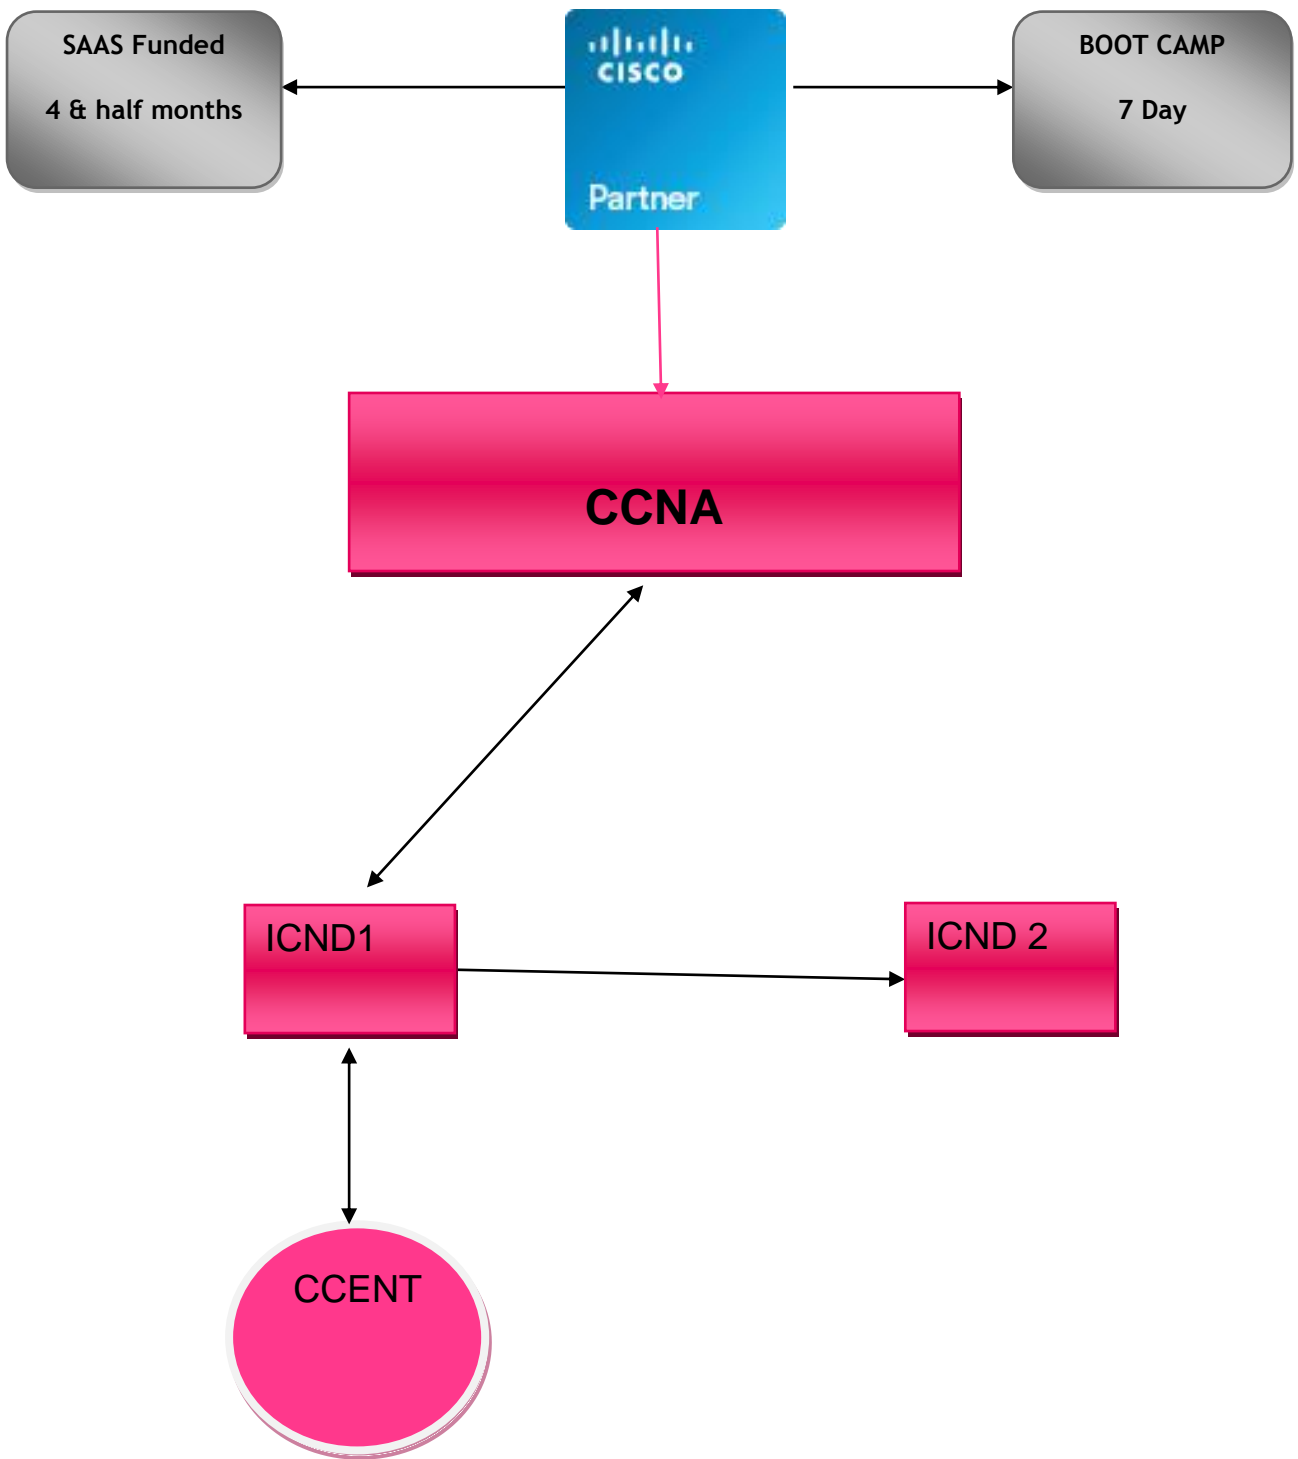 SAAS Funded
4 & half months
CISCO
Partner
BOOT CAMP
7 Day
CCNA
ICND1
ICND 2
CCENT